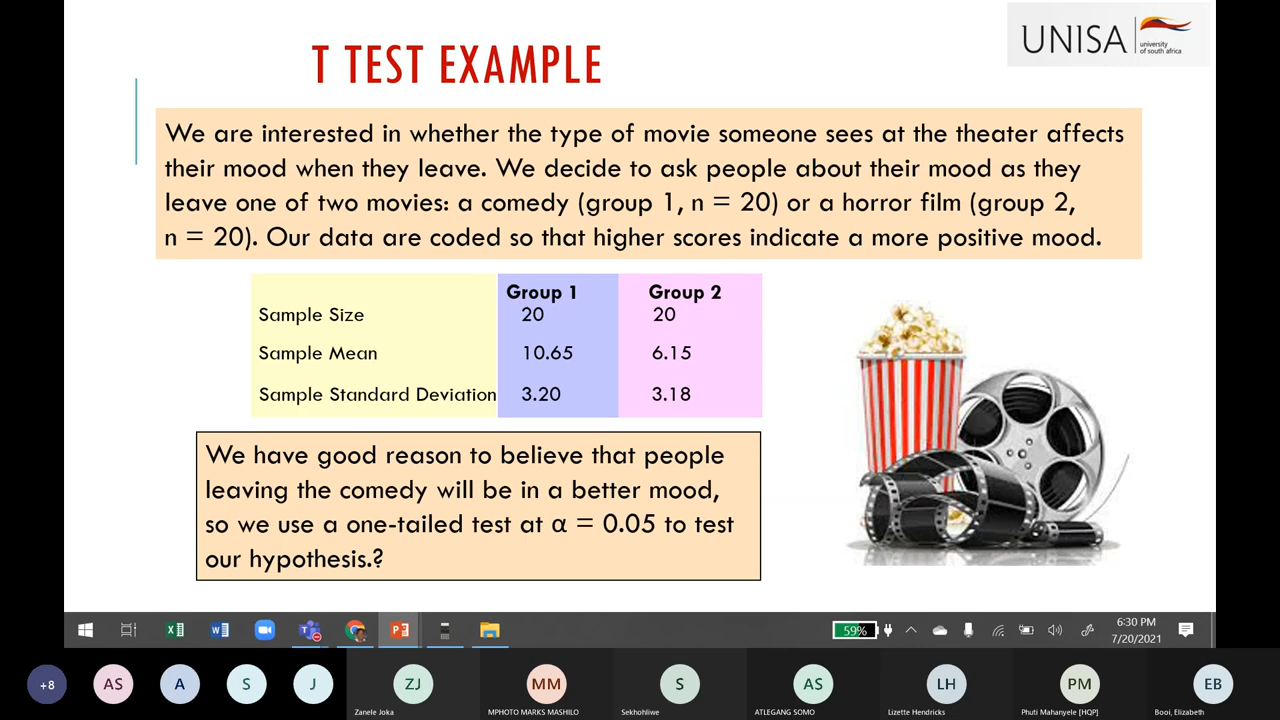 UNISA
university
of south africa
T TEST EXAMPLE
We are interested in whether the type of movie someone sees at the theater affects
their mood when they leave. We decide to ask people about their mood as they
leave one of two movies: a comedy (group 1, n = 20) or a horror film (group 2,
n = 20). Our data are coded so that higher scores indicate a more positive mood.
Group 1 Group 2
Sample Size 20 20
Sample Mean 10.65 6.15
Sample Standard Deviation 3.20 3.18
We have good reason to believe that people
leaving the comedy will be in a better mood,
so we use a one-tailed test at α = 0.05 to test
our hypothesis.?
59%
6:30 PM
7/20/2021
+8 AS A S J ZJ MM S AS LH PM EB
Zanele Joka MPHOTO MARKS MASHILO Sekhohliwe ATLEGANG SOMO Lizette Hendricks Phuti Mahanyele [HQP] Booi, Elizabeth